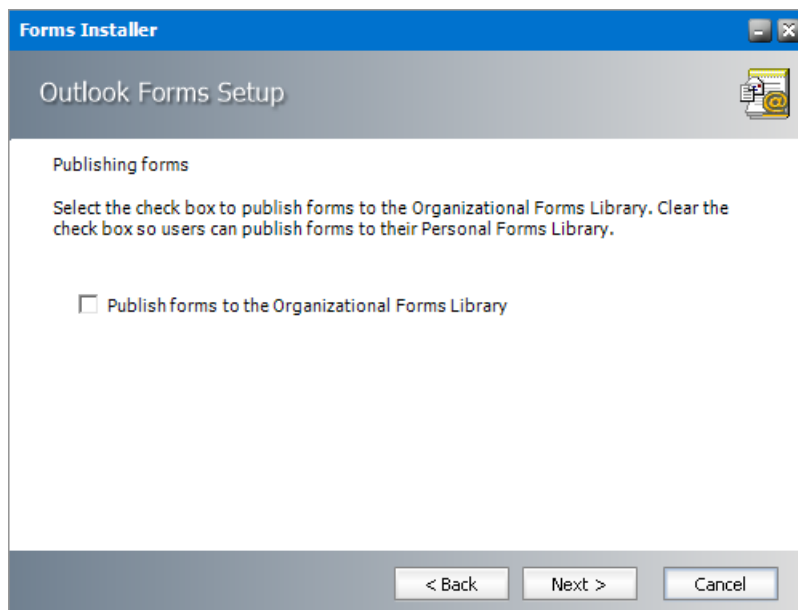 Forms Installer
Outlook Forms Setup
Publishing forms
Select the check box to publish forms to the Organizational Forms Library. Clear the
check box so users can publish forms to their Personal Forms Library.
Publish forms to the Organizational Forms Library
< Back Next > Cancel